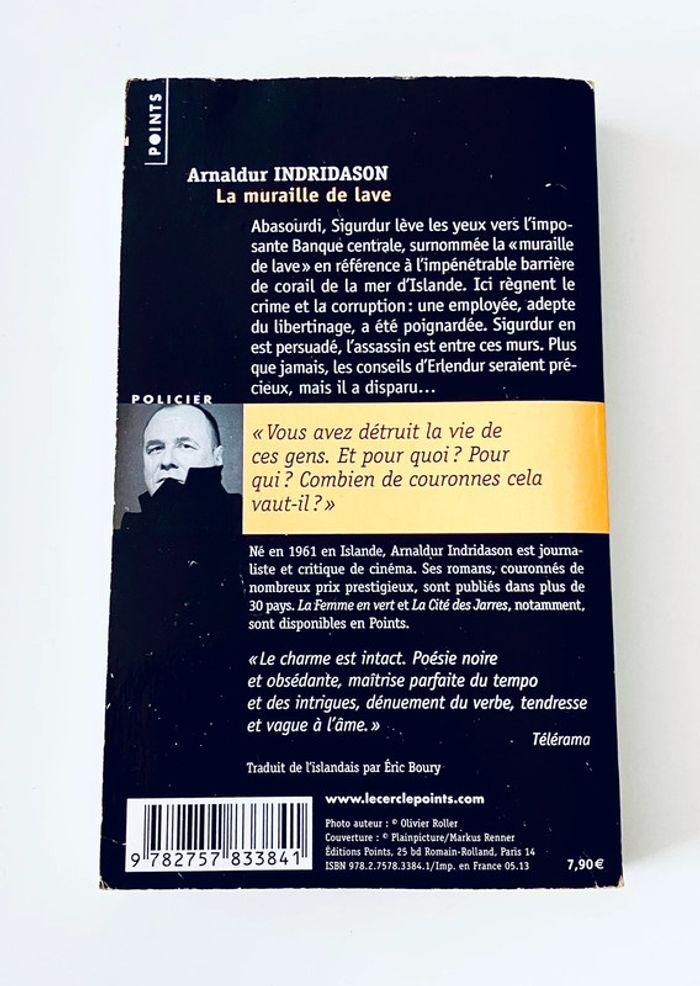 POINTS
Arnaldur INDRIDASON
La muraille de lave
Abasourdi, Sigurdur lève les yeux vers l'impo-
sante Banque centrale, surnommée la «muraille
de lave» en référence à l'impénétrable barrière
de corail de la mer d'Islande. Ici règnent le
crime et la corruption : une employée, adepte
du libertinage, a été poignardée. Sigurdur en
est persuadé, l'assassin est entre ces murs. Plus
que jamais, les conseils d'Erlendur seraient pré-
cieux, mais il a disparu…
POLICIER
« Vous avez détruit la vie de
ces gens. Et pour quoi ? Pour
qui ? Combien de couronnes cela
vaut-il ? »
Né en 1961 en Islande, Arnaldur Indridason est journa-
liste et critique de cinéma. Ses romans, couronnés de
nombreux prix prestigieux, sont publiés dans plus de
30 pays. La Femme en vert et La Cité des Jarres, notamment,
sont disponibles en Points.
« Le charme est intact. Poésie noire
et obsédante, maîtrise parfaite du tempo
et des intrigues, dénuement du verbe, tendresse
et vague à l'âme. »
Télérama
Traduit de l'islandais par Éric Boury
www.lecerclepoints.com
Photo auteur : © Olivier Roller
Couverture : © Plainpicture/Markus Renner
Éditions Points, 25 bd Romain-Rolland, Paris 14
ISBN 978.2.7578.3384.1/Imp. en France 05.13
7,90€
9 782757 833841